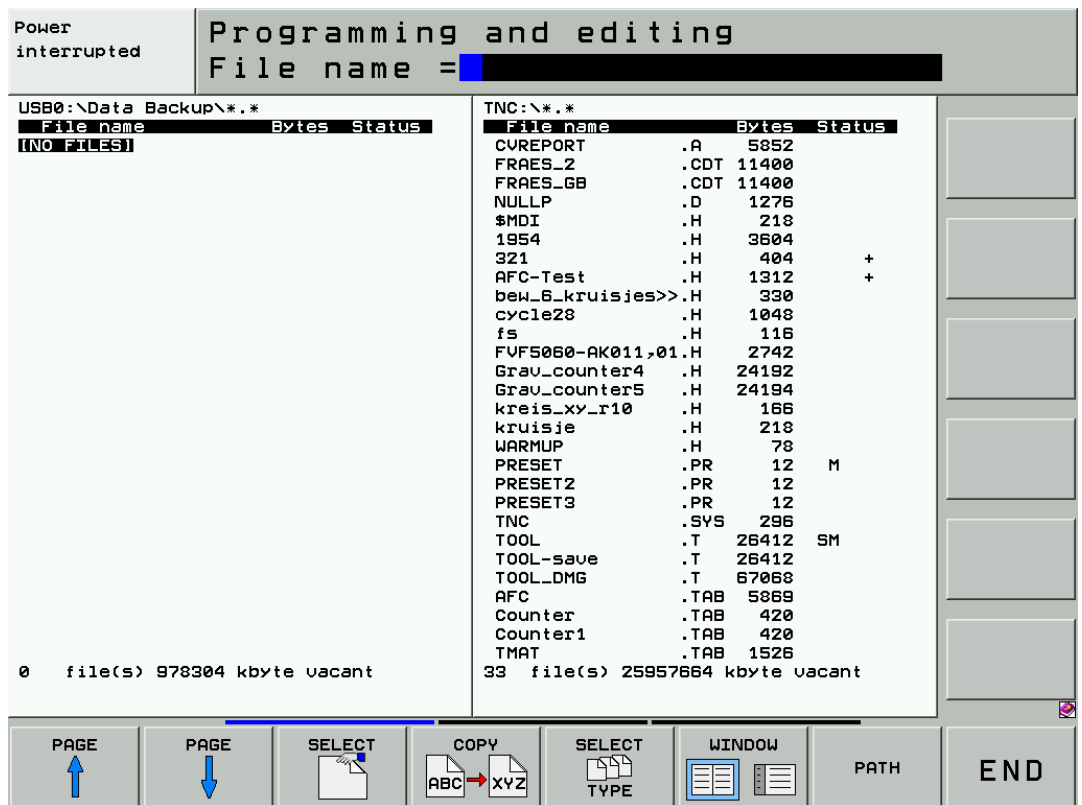 Power
interrupted
Programming and editing
File name =
USB0:\Data Backup\*.*
File name Bytes Status
[NO FILES]
0 file(s) 978304 kbyte vacant
TNC:\*.*
File name Bytes Status
CVREPORT .A 5852
FRAES_2 .CDT 11400
FRAES_GB .CDT 11400
NULLP .D 1276
$MDI .H 218
1954 .H 3604
321 .H 404 +
AFC-Test .H 1312 +
bew_6_kruisjes>>.H 330
cycle28 .H 1048
fs .H 116
FVF5060-AK011,01.H 2742
Grav_counter4 .H 24192
Grav_counter5 .H 24194
kreis_xy_r10 .H 166
kruisje .H 218
WARMUP .H 78
PRESET .PR 12 M
PRESET2 .PR 12
PRESET3 .PR 12
TNC .SYS 296
TOOL .T 26412 SM
TOOL-save .T 26412
TOOL_DMG .T 67068
AFC .TAB 5869
Counter .TAB 420
Counter1 .TAB 420
TMAT .TAB 1526
33 file(s) 25957664 kbyte vacant
PAGE
PAGE
SELECT
COPY
ABC XYZ
SELECT
TYPE
WINDOW
PATH
END